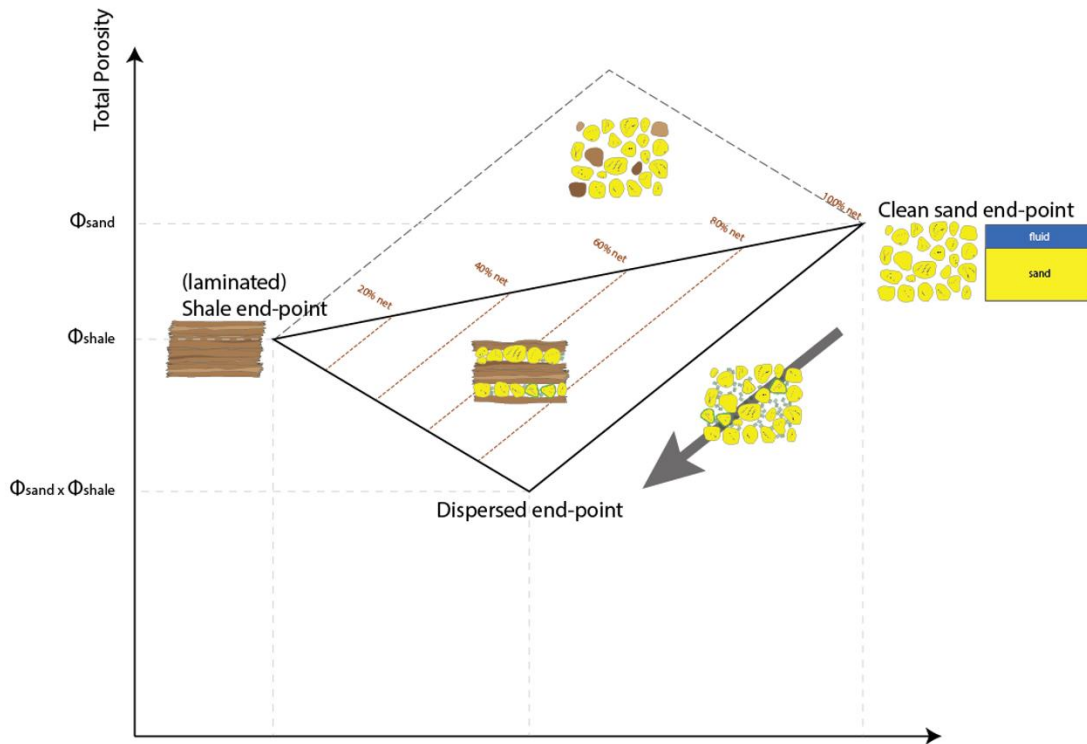 Total Porosity
100% net
Φsand
80% net
Clean sand end-point
fluid
60% net
sand
40% net
(laminated)
20% net
Shale end-point
Φshale
Φsand x Φshale
Dispersed end-point